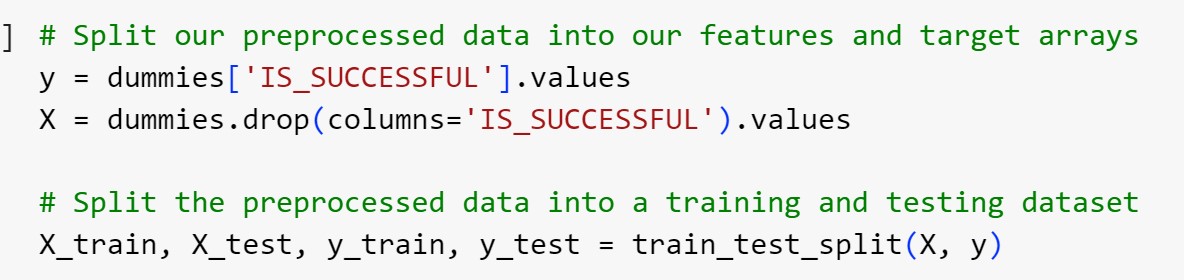 ] # Split our preprocessed data into our features and target arrays
y = dummies['IS_SUCCESSFUL'].values
X = dummies.drop(columns='IS_SUCCESSFUL').values
# Split the preprocessed data into a training and testing dataset
X_train, X_test, y_train, y_test = train_test_split(X, y)